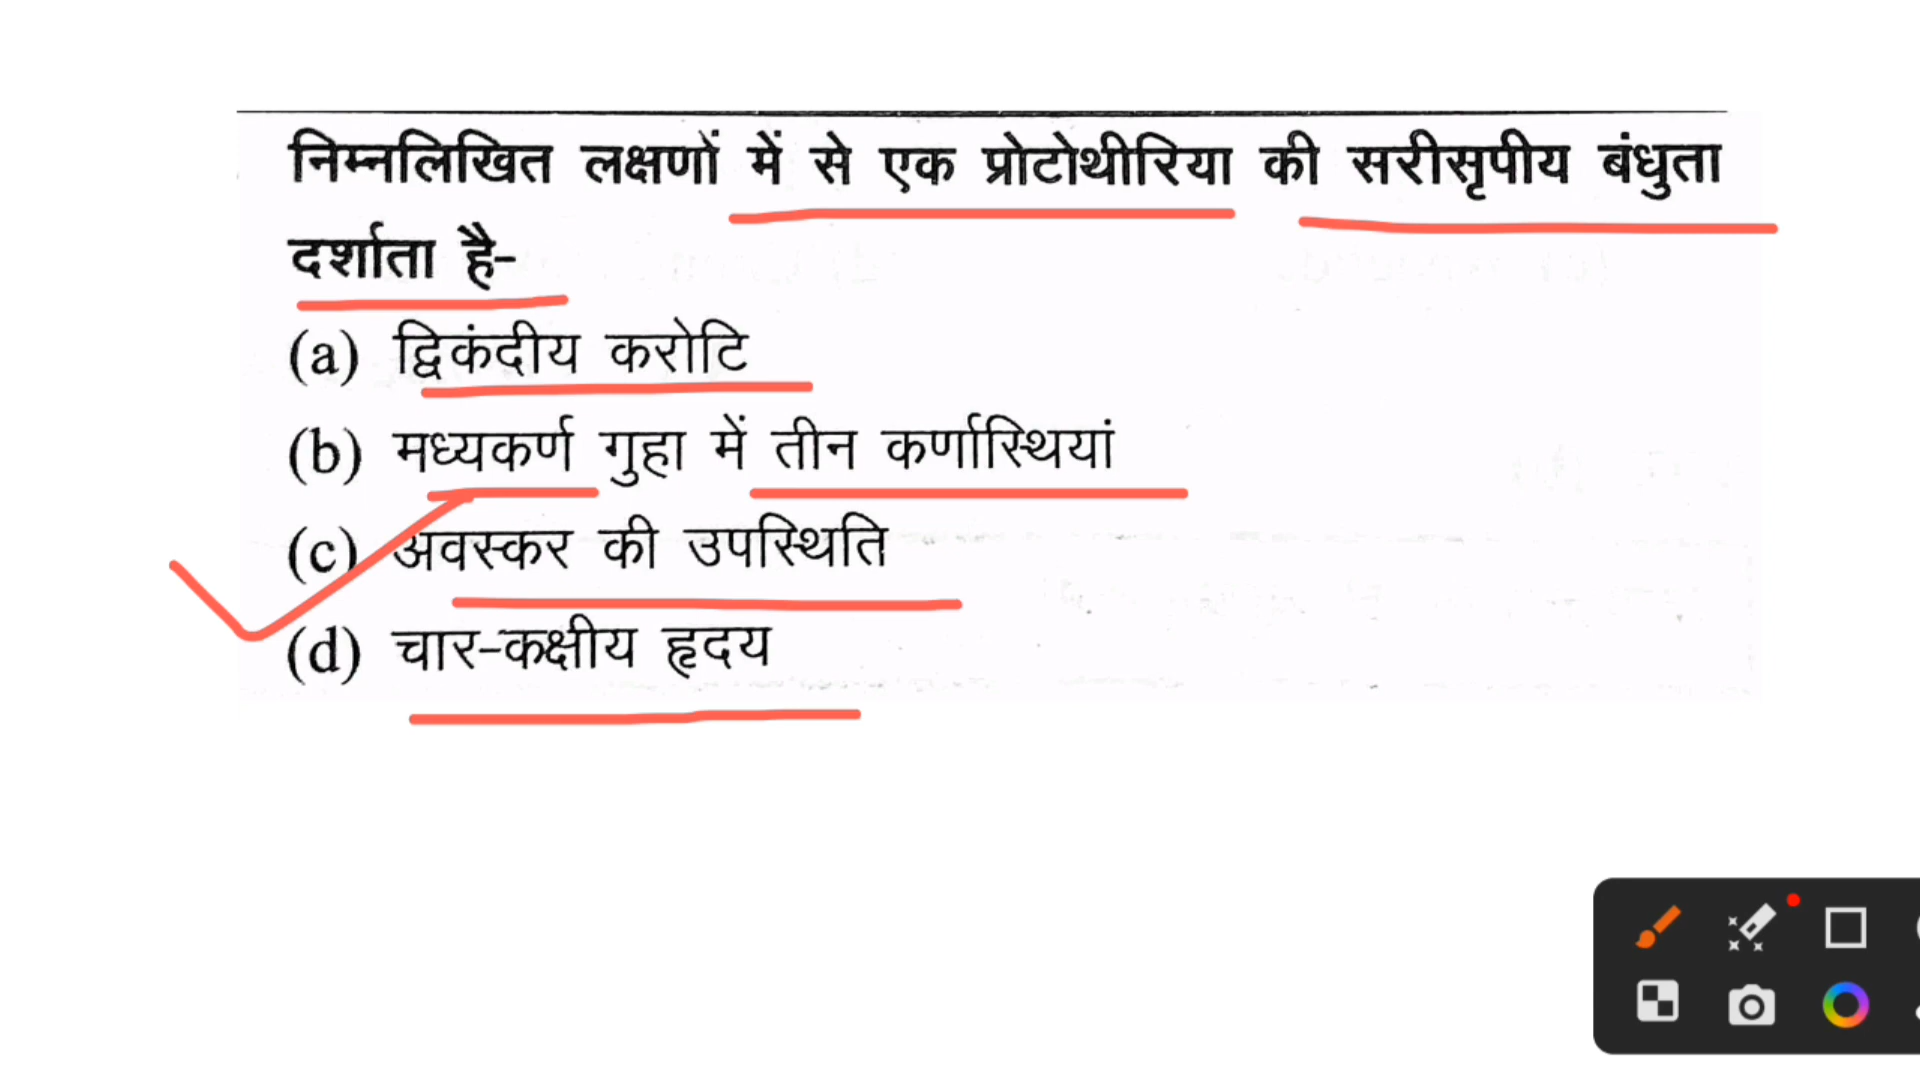 निम्नलिखित लक्षणों में से एक प्रोटोथीरिया की सरीसृपीय बंधुता
दर्शाता है-
(a) द्विकंदीय करोटि
(b) मध्यकर्ण गुहा में तीन कर्णास्थियां
(c) अवस्कर की उपस्थिति
(d) चार-कक्षीय हृदय